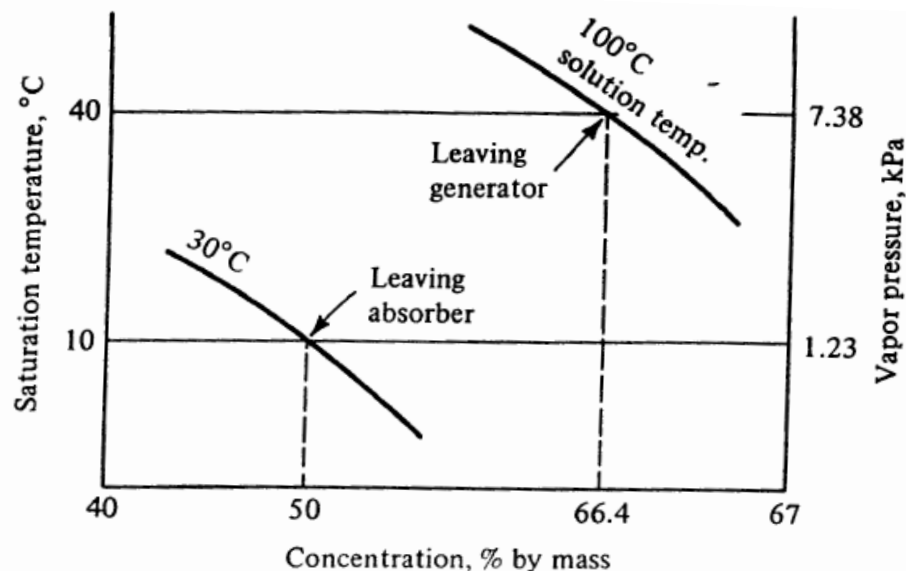 100°C
solution temp.
Saturation temperature, °C
40
7.38
Leaving
generator
Vapor pressure, kPa
30°C
Leaving
absorber
10
1.23
40
50
66.4
67
Concentration, % by mass